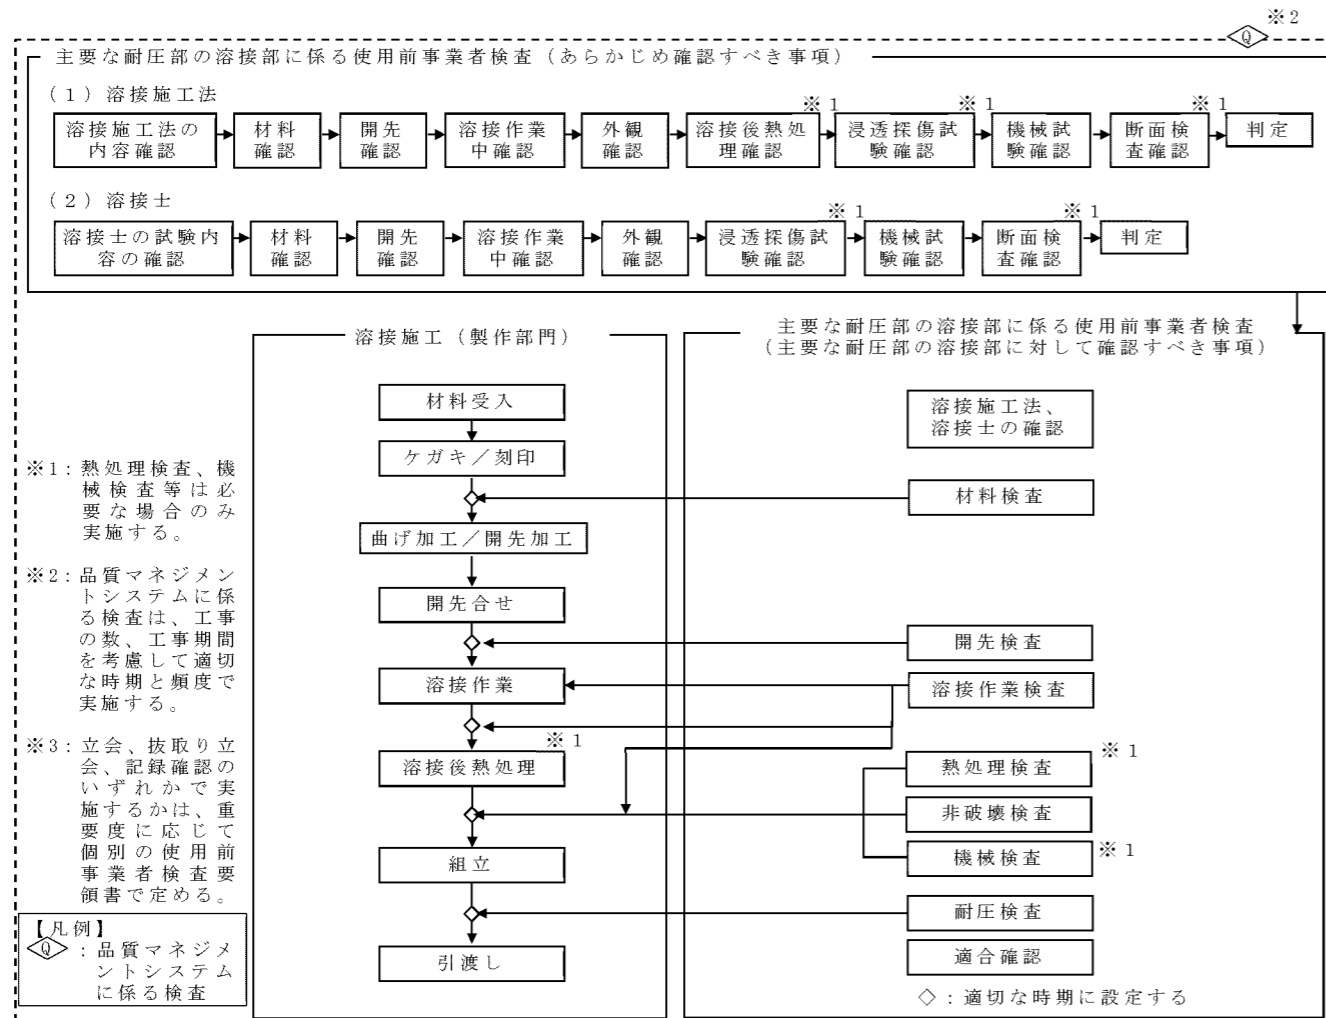 ※2
Q
主要な耐圧部の溶接部に係る使用前事業者検査(あらかじめ確認すべき事項)
(1)溶接施工法
※1
※1
※1
溶接施工法の
内容確認
材料
確認
開先
確認
溶接作業
中確認
外観
確認
溶接後熱処
理確認
浸透探傷試
験確認
機械試
験確認
断面検
査確認
判定
(2)溶接士
※1
※1
溶接士の試験内
容の確認
材料
確認
開先
確認
溶接作業
中確認
外観
確認
浸透探傷試
験確認
機械試
験確認
断面検
査確認
判定
溶接施工(製作部門)
材料受入
ケガキ/刻印
曲げ加工/開先加工
開先合せ
溶接作業
※1
溶接後熱処理
組立
引渡し
主要な耐圧部の溶接部に係る使用前事業者検査
(主要な耐圧部の溶接部に対して確認すべき事項)
溶接施工法、
溶接士の確認
材料検査
開先検査
溶接作業検査
熱処理検査
※1
非破壊検査
機械検査
※1
耐圧検査
適合確認
◇:適切な時期に設定する
※1:熱処理検査、機
械検査等は必
要な場合のみ
実施する。
※2:品質マネジメン
トシステムに係
る検査は、工事
の数、工事期間
を考慮して適切
な時期と頻度で
実施する。
※3:立会、抜取り立
会、記録確認の
いずれかで実
施するかは、重
要度に応じて
個別の使用前
事業者検査要
領書で定める。
【凡例】
Q:品質マネジメ
ントシステム
に係る検査